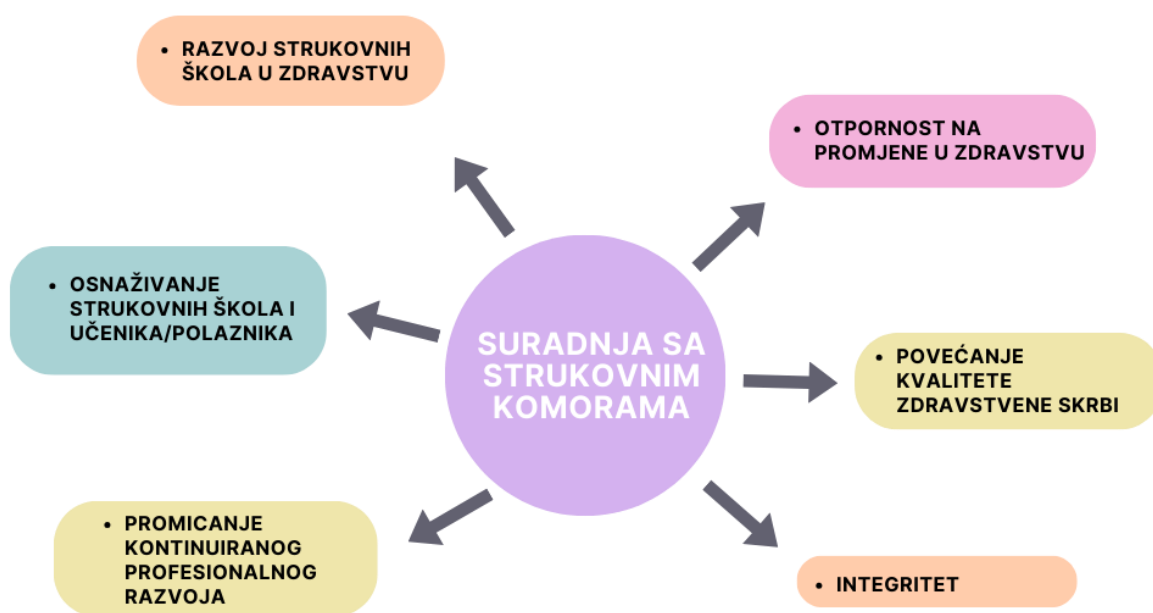 • RAZVOJ STRUKOVNIH
ŠKOLA U ZDRAVSTVU
• OTPORNOST NA
PROMJENE U ZDRAVSTVU
• OSNAŽIVANJE
STRUKOVNIH ŠKOLA I
UČENIKA/POLAZNIKA
SURADNJA SA
STRUKOVNIM
KOMORAMA
• POVEĆANJE
KVALITETE
ZDRAVSTVENE SKRBI
• PROMICANJE
KONTINUIRANOG
PROFESIONALNOG
RAZVOJA
• INTEGRITET